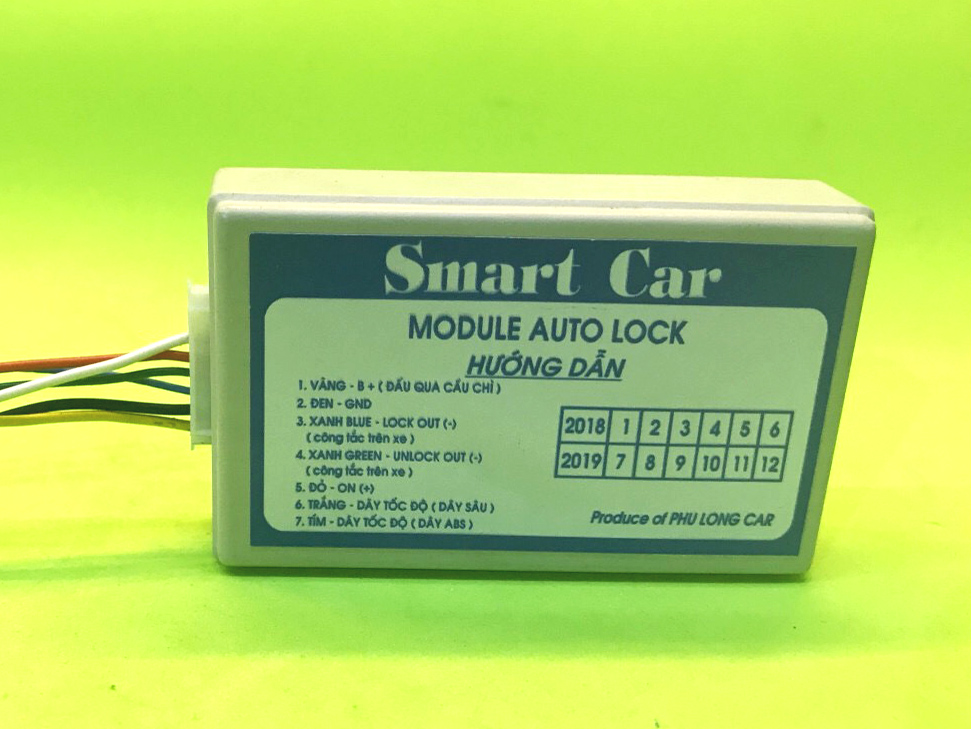 Smart Car
MODULE AUTO LOCK
HƯỚNG DẪN
1. VÀNG - B + ( ĐẤU QUA CẦU CHÌ )
2. ĐEN - GND
3. XANH BLUE - LOCK OUT (-)
( công tắc trên xe )
4. XANH GREEN - UNLOCK OUT (-)
( công tắc trên xe )
5. ĐỎ - ON (+)
6. TRẮNG - DÂY TỐC ĐỘ ( DÂY SÂU )
7. TÍM - DÂY TỐC ĐỘ ( DÂY ABS )
2018 1 2 3 4 5 6
2019 7 8 9 10 11 12
Produce of PHU LONG CAR